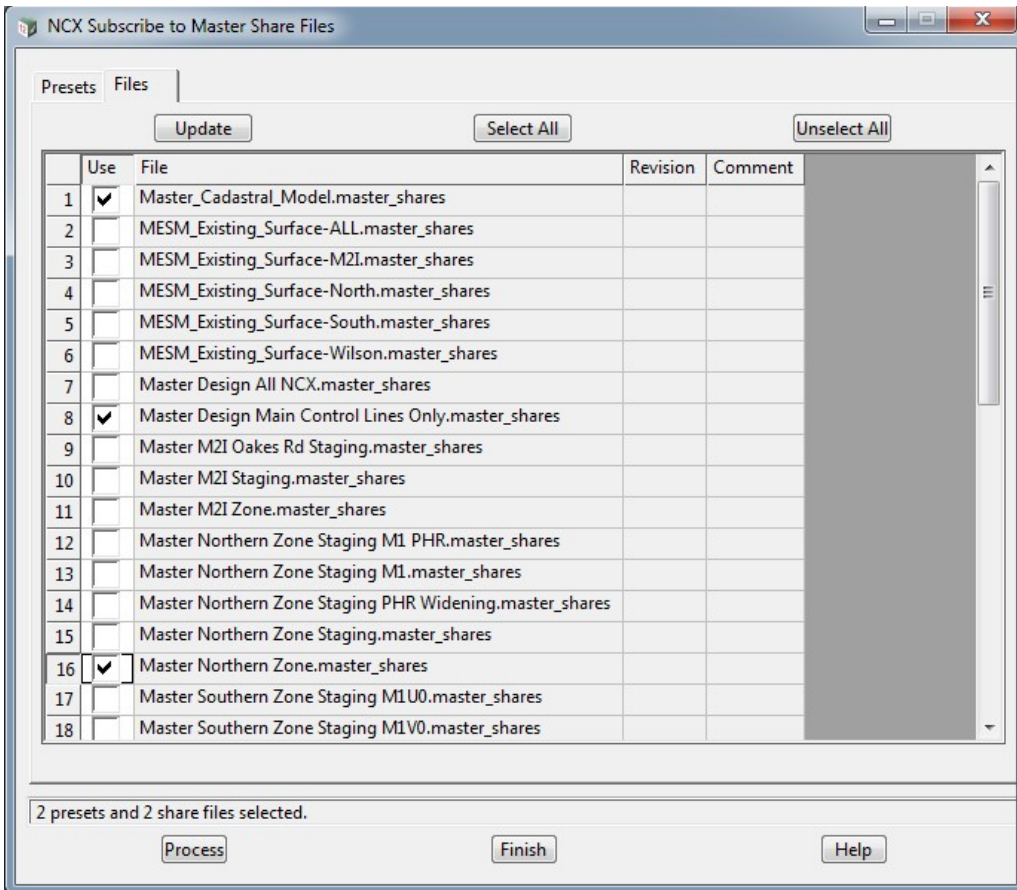 NCX Subscribe to Master Share Files
Presets Files
Update Select All Unselect All
Use File Revision Comment
1 Master_Cadastral_Model.master_shares
2 MESM_Existing_Surface-ALL.master_shares
3 MESM_Existing_Surface-M2I.master_shares
4 MESM_Existing_Surface-North.master_shares
5 MESM_Existing_Surface-South.master_shares
6 MESM_Existing_Surface-Wilson.master_shares
7 Master Design All NCX.master_shares
8 Master Design Main Control Lines Only.master_shares
9 Master M2I Oakes Rd Staging.master_shares
10 Master M2I Staging.master_shares
11 Master M2I Zone.master_shares
12 Master Northern Zone Staging M1 PHR.master_shares
13 Master Northern Zone Staging M1.master_shares
14 Master Northern Zone Staging PHR Widening.master_shares
15 Master Northern Zone Staging.master_shares
16 Master Northern Zone.master_shares
17 Master Southern Zone Staging M1U0.master_shares
18 Master Southern Zone Staging M1V0.master_shares
2 presets and 2 share files selected.
Process Finish Help